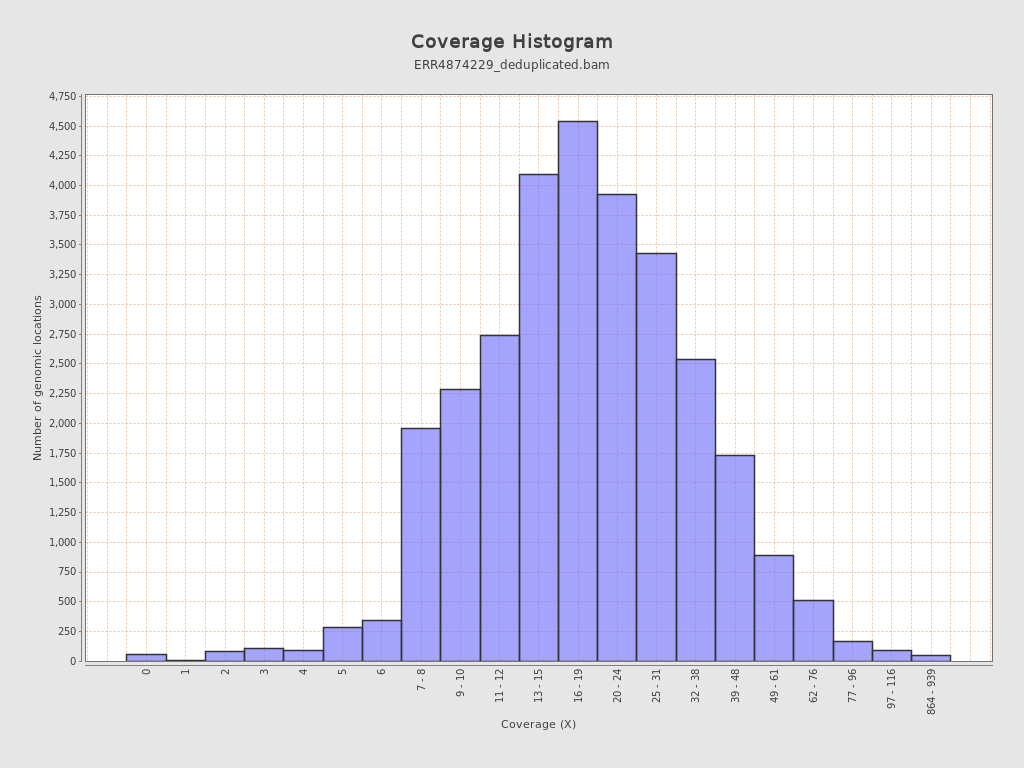 Coverage Histogram
ERR4874229_deduplicated.bam
Number of genomic locations
4,750
4,500
4,250
4,000
3,750
3,500
3,250
3,000
2,750
2,500
2,250
2,000
1,750
1,500
1,250
1,000
750
500
250
0
0
1
2
3
4
5
6
7 - 8
9 - 10
11 - 12
13 - 15
16 - 19
20 - 24
25 - 31
32 - 38
39 - 48
49 - 61
62 - 76
77 - 96
97 - 116
864 - 939
Coverage (X)